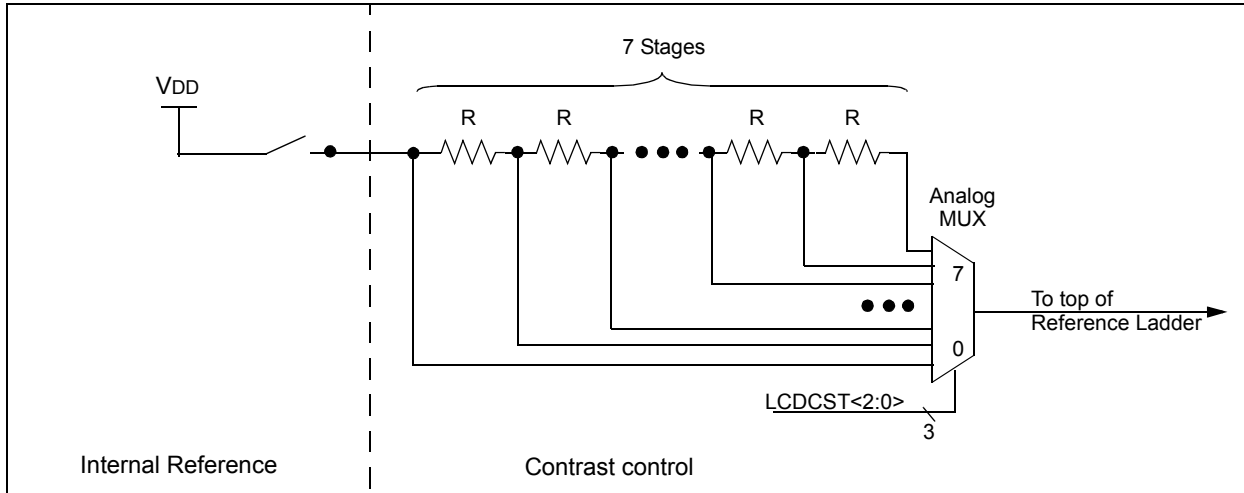 7 Stages
VDD
R
R
R
R
Analog
MUX
7
To top of
Reference Ladder
0
LCDCST<2:0>
3
Internal Reference
Contrast control